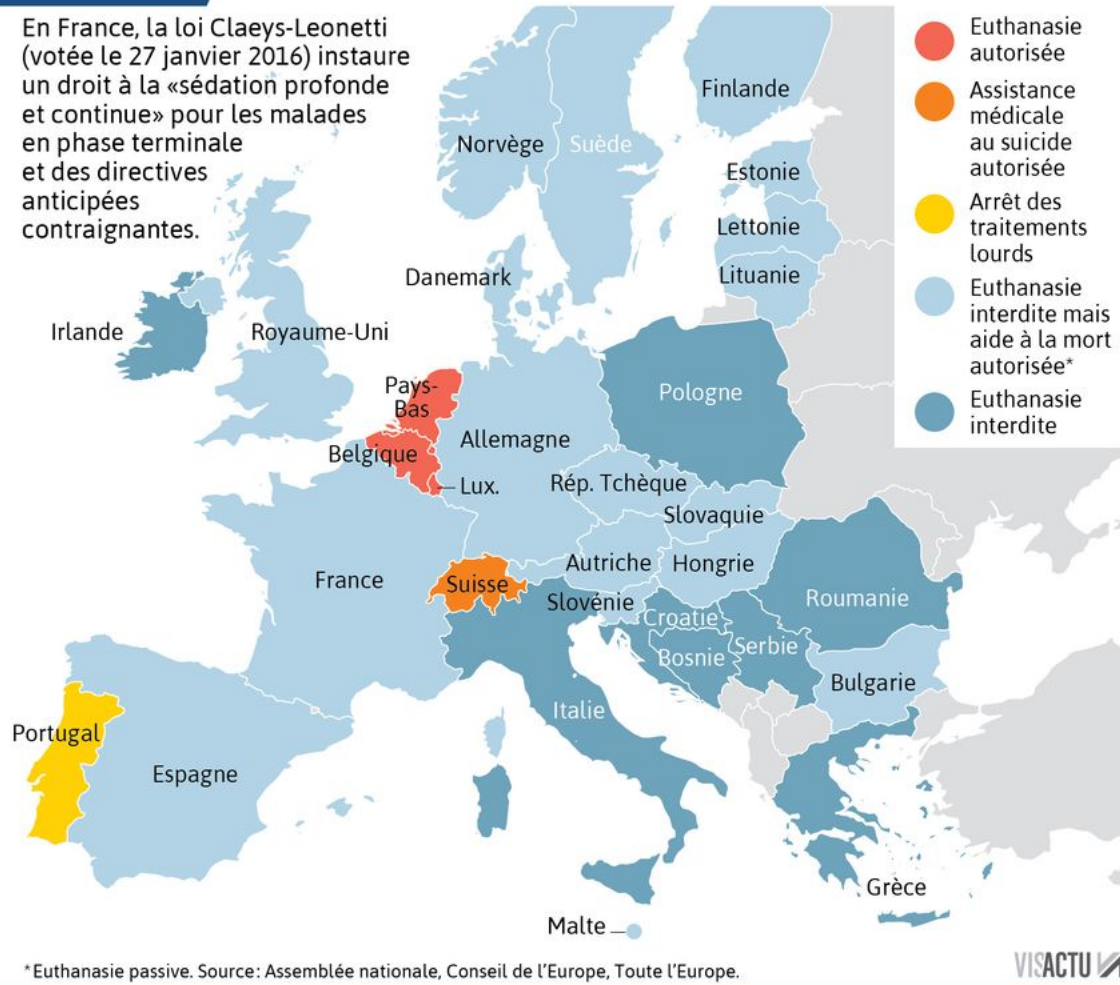 En France, la loi Claeys-Leonetti
(votée le 27 janvier 2016) instaure
un droit à la «sédation profonde
et continue» pour les malades
en phase terminale
et des directives
anticipées
contraignantes.
Euthanasie
autorisée
Assistance
médicale
au suicide
autorisée
Arrêt des
traitements
lourds
Euthanasie
interdite mais
aide à la mort
autorisée*
Euthanasie
interdite
Finlande
Norvège
Suède
Estonie
Lettonie
Lituanie
Danemark
Irlande
Royaume-Uni
Pays-
Bas
Pologne
Belgique
Allemagne
Lux.
Rép. Tchèque
Slovaquie
France
Suisse
Autriche
Hongrie
Slovénie
Croatie
Roumanie
Bosnie
Serbie
Bulgarie
Italie
Portugal
Espagne
Grèce
Malte
*Euthanasie passive. Source: Assemblée nationale, Conseil de l'Europe, Toute l'Europe.
VISACTU